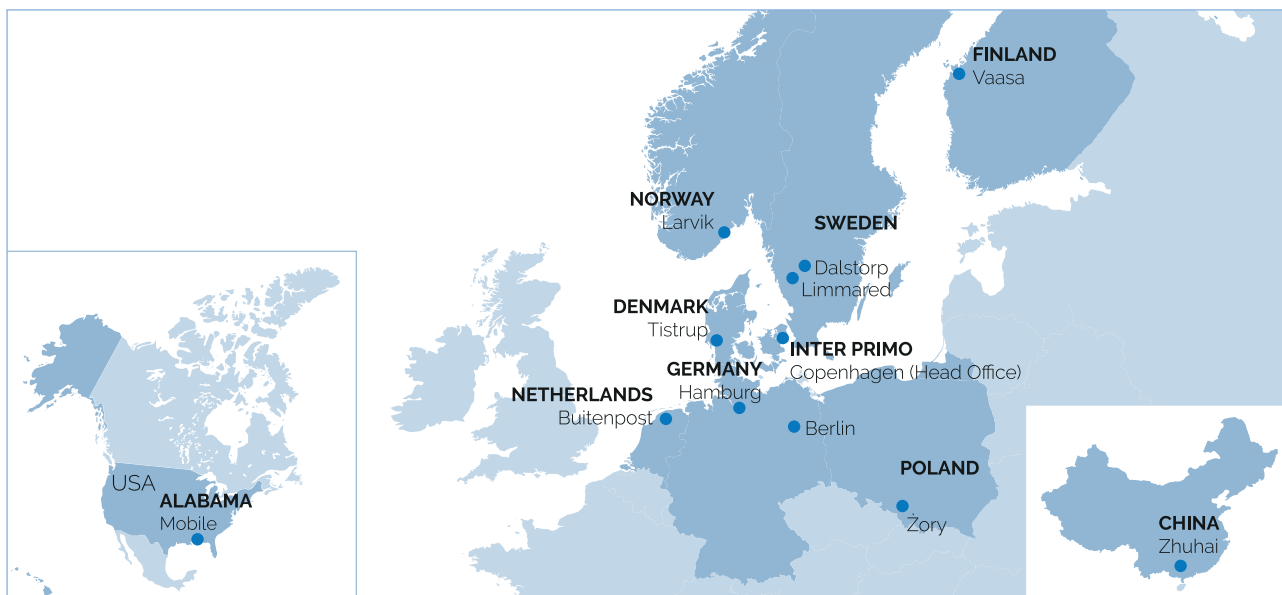 FINLAND
Vaasa
NORWAY
Larvik
SWEDEN
Dalstorp
Limmared
DENMARK
Tistrup
INTER PRIMO
Copenhagen (Head Office)
GERMANY
Hamburg
NETHERLANDS
Buitenpost
Berlin
POLAND
Żory
USA
ALABAMA
Mobile
CHINA
Zhuhai